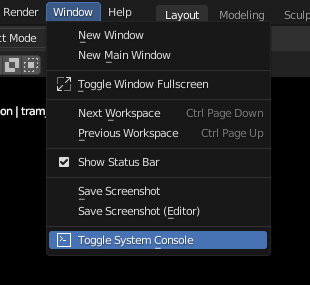 Render Window Help Layout Modeling Sculp
ct Mode
New Window
New Main Window
Toggle Window Fullscreen
on | tram
Next Workspace Ctrl Page Down
Previous Workspace Ctrl Page Up
Show Status Bar
Save Screenshot
Save Screenshot (Editor)
Toggle System Console